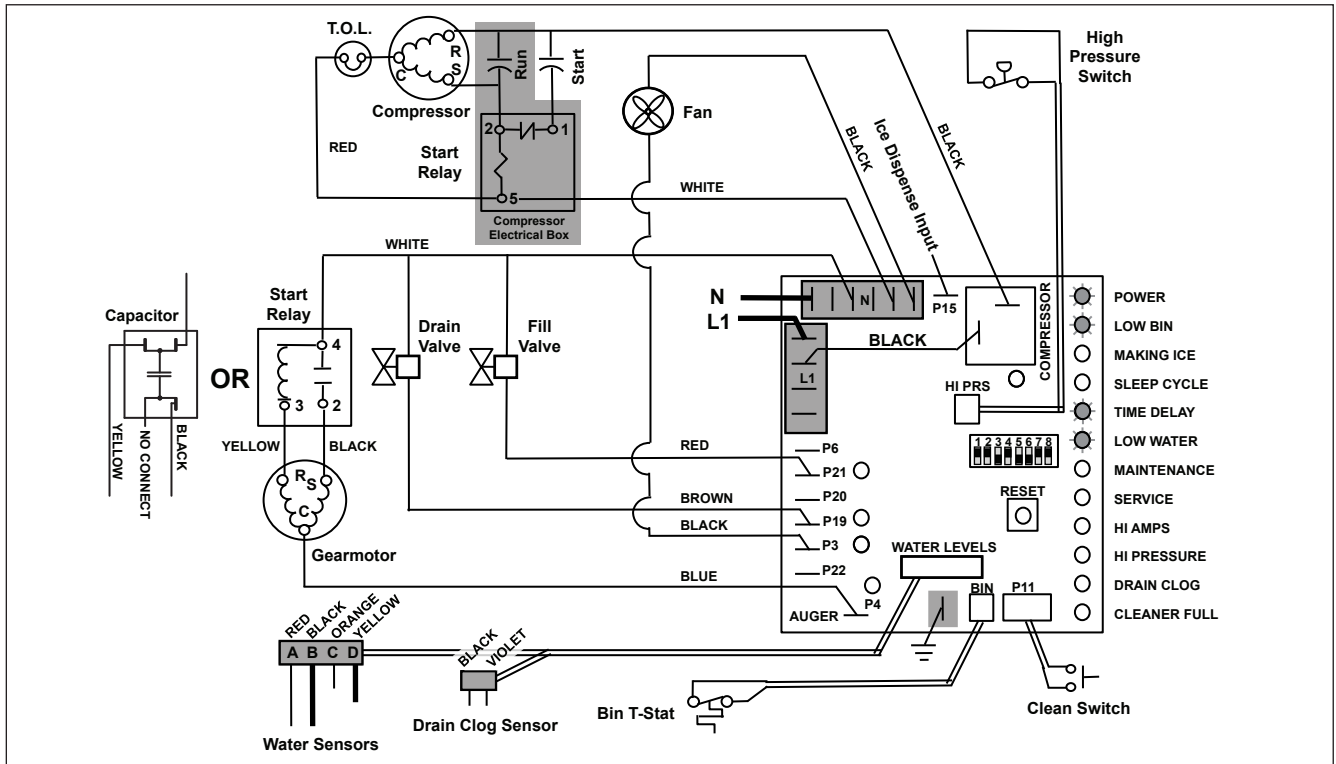 T.O.L.
R
S
C
Compressor
Run
Start
High
Pressure
Switch
Fan
2
1
Start
Relay
5
Compressor
Electrical Box
RED
WHITE
BLACK
Ice Dispense Input
BLACK
WHITE
Capacitor
YELLOW
NO CONNECT
BLACK
OR
Start
Relay
4
3
2
YELLOW
BLACK
R
S
C
Gearmotor
Drain
Valve
Fill
Valve
N
L1
N
P15
L1
BLACK
COMPRESSOR
HI PRS
1 2 3 4 5 6 7 8
RESET
POWER
LOW BIN
MAKING ICE
SLEEP CYCLE
TIME DELAY
LOW WATER
MAINTENANCE
SERVICE
HI AMPS
HI PRESSURE
DRAIN CLOG
CLEANER FULL
P6
RED
P21
P20
BROWN
P19
BLACK
P3
P22
BLUE
P4
AUGER
WATER LEVELS
BIN
P11
RED
BLACK
ORANGE
YELLOW
A B C D
Water Sensors
BLACK
VIOLET
Drain Clog Sensor
Bin T-Stat
Clean Switch